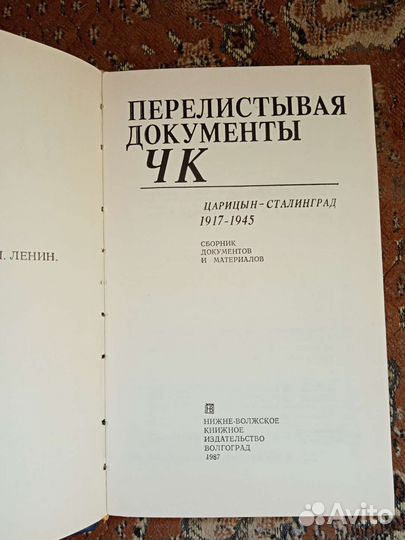 Л. ЛЕНИН.
ПЕРЕЛИСТЫВАЯ
ДОКУМЕНТЫ
ЧК
ЦАРИЦЫН—СТАЛИНГРАД
1917-1945
СБОРНИК
ДОКУМЕНТОВ
И МАТЕРИАЛОВ
НИЖНЕ-ВОЛЖСКОЕ
КНИЖНОЕ
ИЗДАТЕЛЬСТВО
ВОЛГОГРАД
1987
Avito